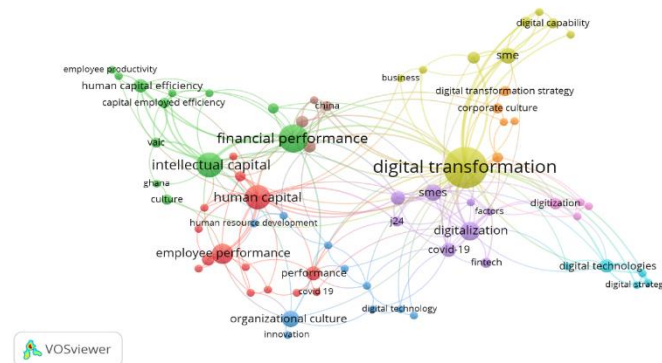 digital capability
sme
employee productivity
business
human capital efficiency
digital transformation strategy
capital employed efficiency
china
corporate culture
financial performance
vaic
intellectual capital
digital transformation
ghana
culture
human capital
smes
factors
digitization
human resource development
j24
digitalization
employee performance
covid-19
fintech
digital technologies
performance
digital strateg
covid 19
digital technology
organizational culture
innovation
VOSviewer